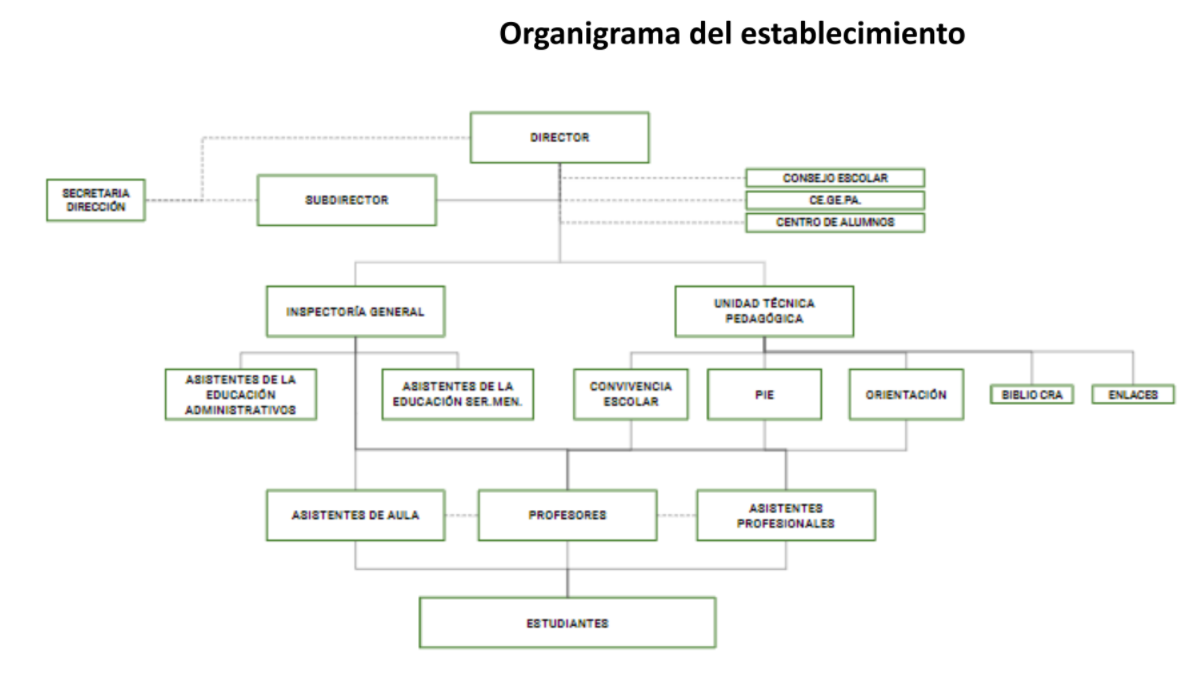 Organigrama del establecimiento
DIRECTOR
SECRETARIA
DIRECCIÓN
SUBDIRECTOR
CONSEJO ESCOLAR
CE.GE.PA.
CENTRO DE ALUMNOS
INSPECTORÍA GENERAL
UNIDAD TÉCNICA
PEDAGÓGICA
ASISTENTES DE LA
EDUCACIÓN
ADMINISTRATIVOS
ASISTENTES DE LA
EDUCACIÓN SER.MEN.
CONVIVENCIA
ESCOLAR
PIE
ORIENTACIÓN
BIBLIO CRA
ENLACES
ASISTENTES DE AULA
PROFESORES
ASISTENTES
PROFESIONALES
ESTUDIANTES